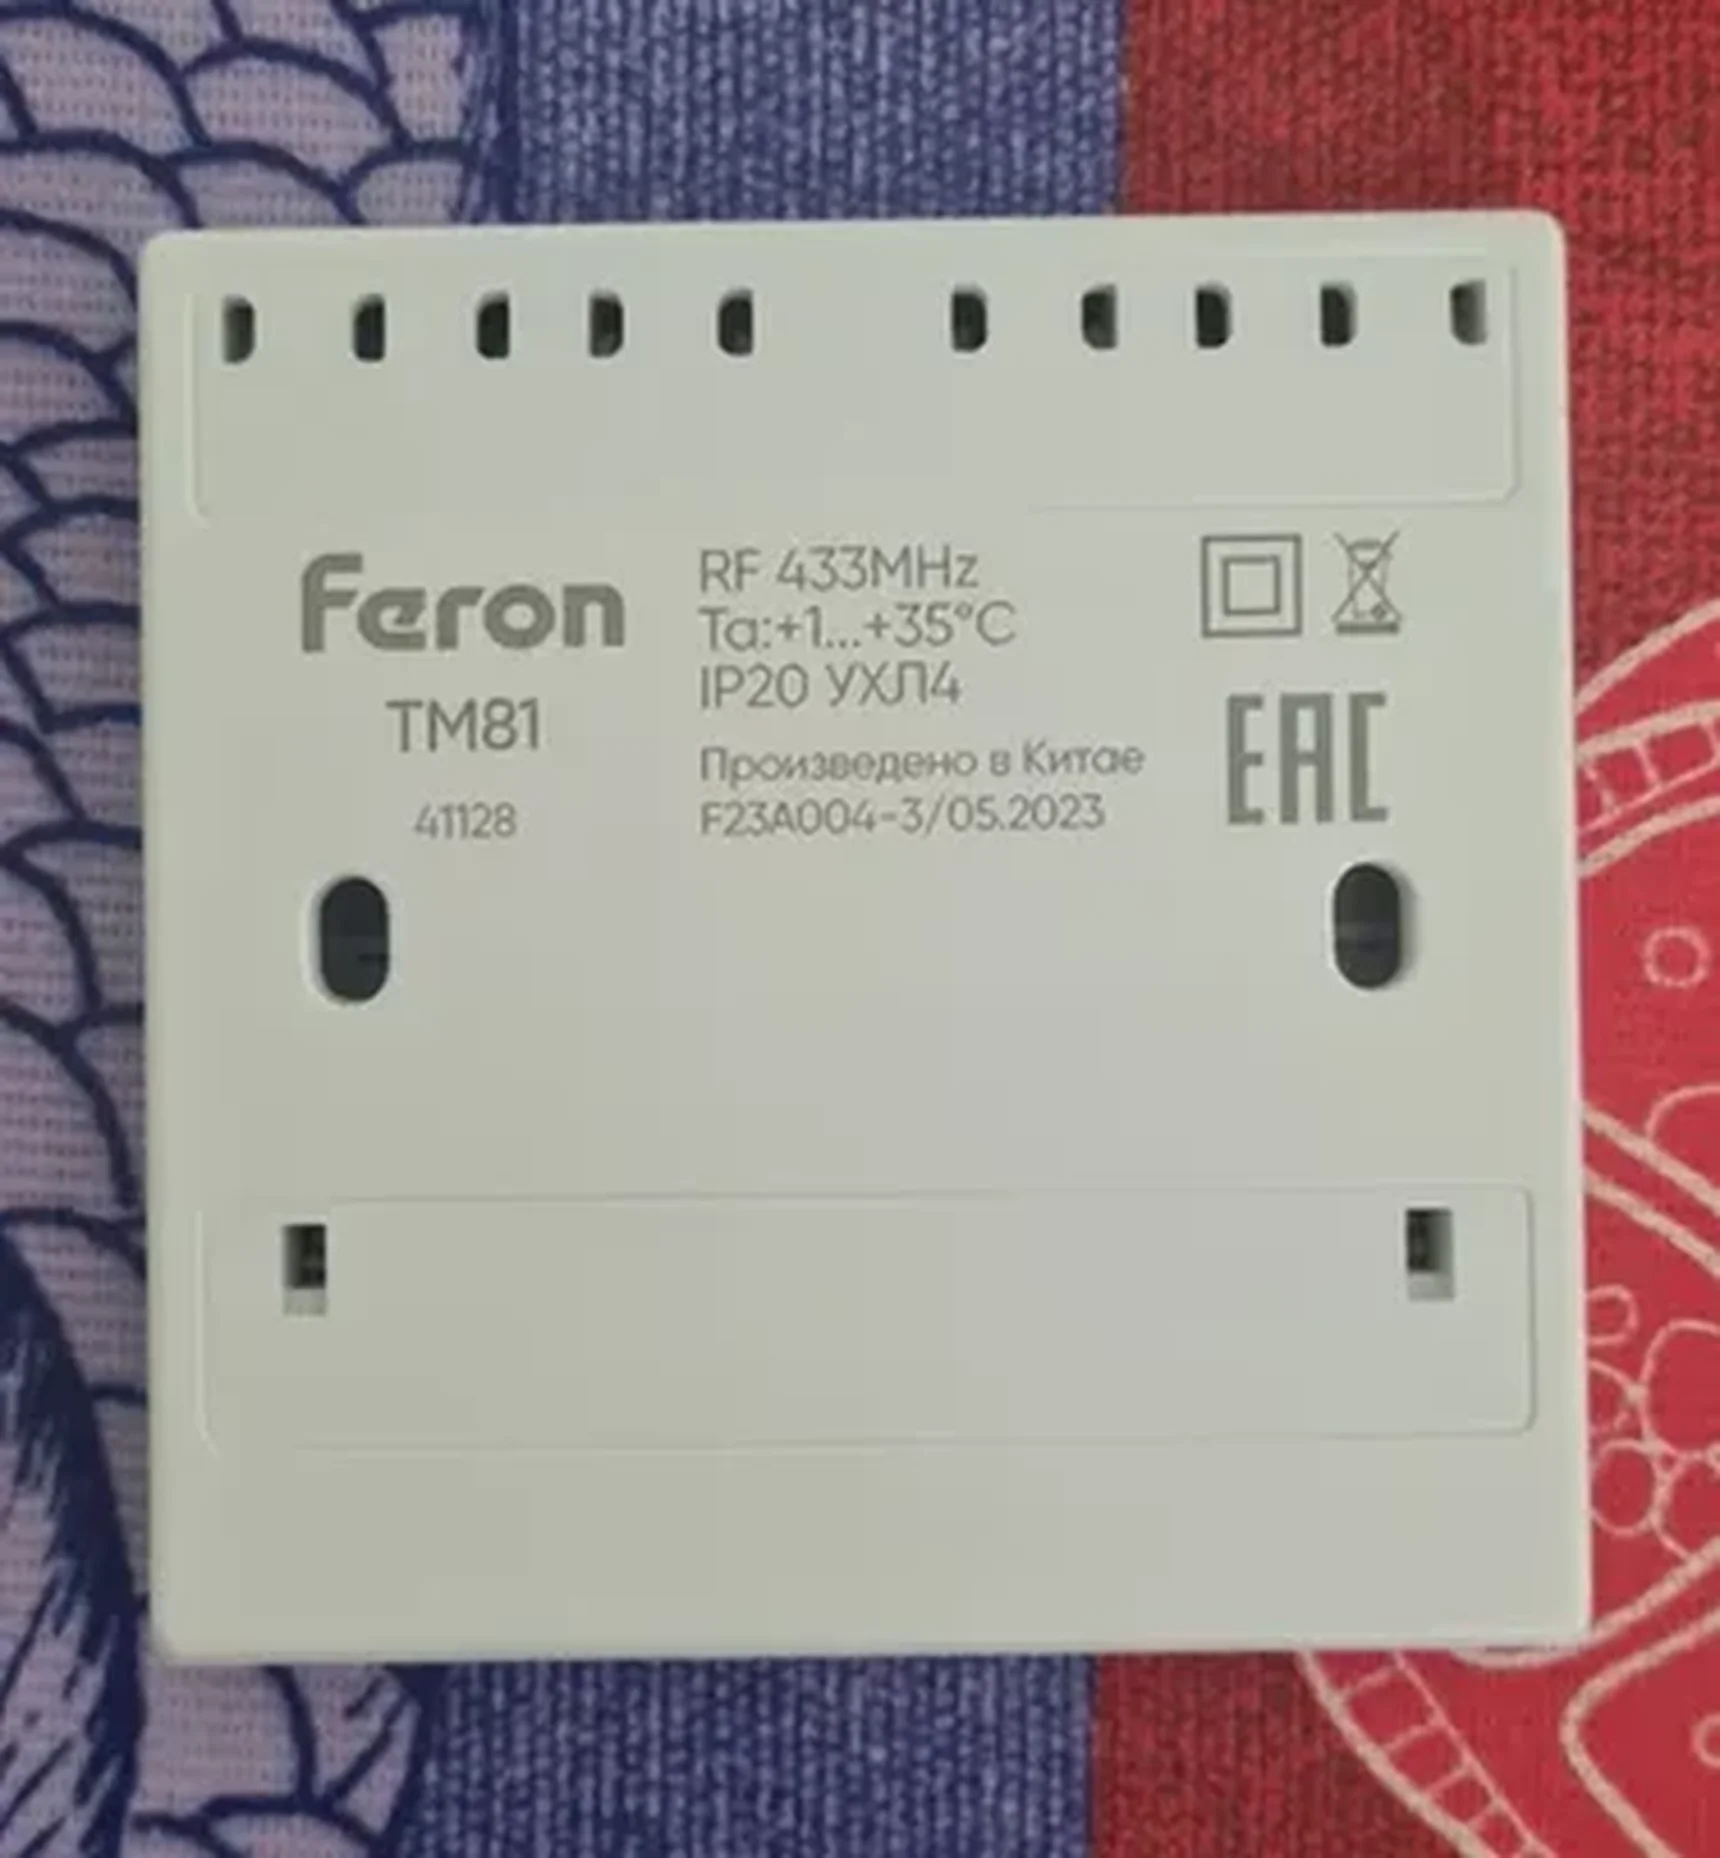 feron
TM81
41128
RF 433MHz
Ta:+1...+35°C
IP20 УХЛ4
Произведено в Китае
F23A004-3/05.2023
EAC